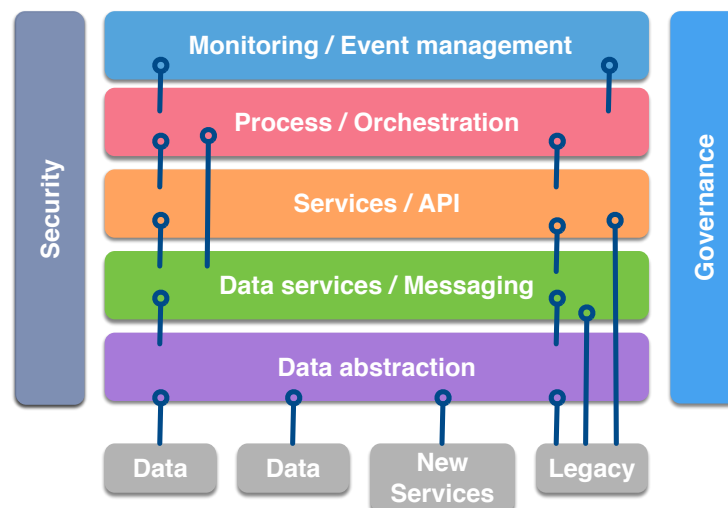 Security
Monitoring / Event management
Process / Orchestration
Services / API
Data services / Messaging
Data abstraction
Governance
Data
Data
New
Services
Legacy